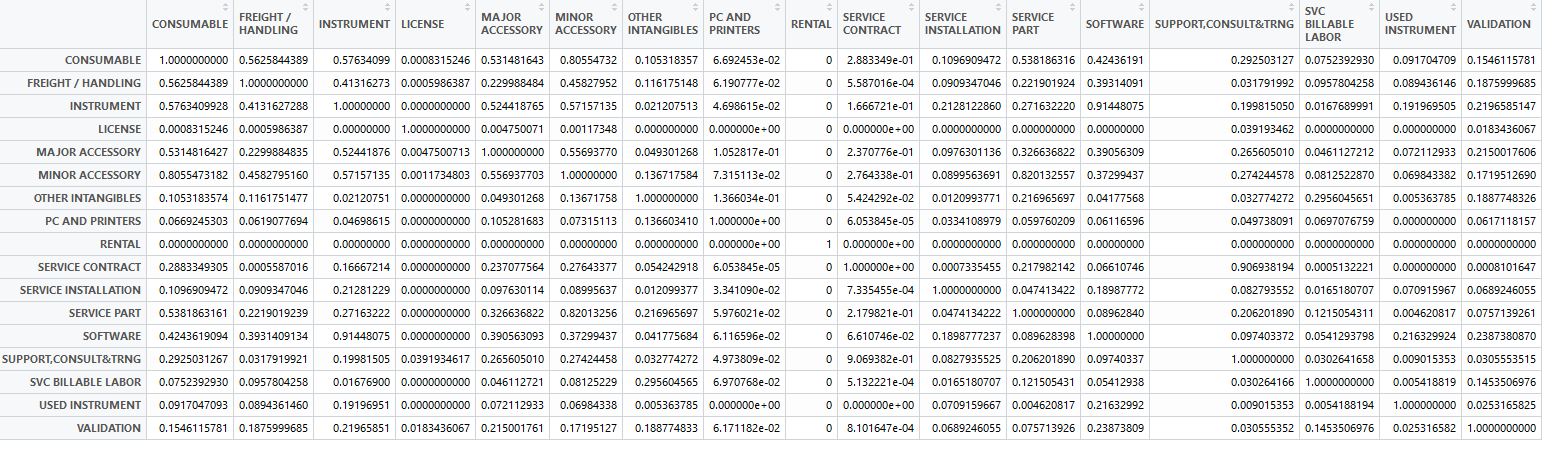 CONSUMABLE FREIGHT / HANDLING INSTRUMENT LICENSE MAJOR ACCESSORY MINOR ACCESSORY OTHER INTANGIBLES PC AND PRINTERS RENTAL SERVICE CONTRACT SERVICE INSTALLATION SERVICE PART SOFTWARE SUPPORT,CONSULT&TRNG SVC BILLABLE LABOR USED INSTRUMENT VALIDATION
CONSUMABLE 1.0000000000 0.5625844389 0.57634099 0.0008315246 0.531481643 0.80554732 0.105318357 6.692453e-02 0 2.883349e-01 0.1096909472 0.538186316 0.42436191 0.292503127 0.0752392930 0.091704709 0.1546115781
FREIGHT / HANDLING 0.5625844389 1.0000000000 0.41316273 0.0005986387 0.229988484 0.45827952 0.116175148 6.190777e-02 0 5.587016e-04 0.0909347046 0.221901924 0.39314091 0.031791992 0.0957804258 0.089436146 0.1875999685
INSTRUMENT 0.5763409928 0.4131627288 1.00000000 0.0000000000 0.524418765 0.57157135 0.021207513 4.698615e-02 0 1.666721e-01 0.2128122860 0.271632220 0.91448075 0.199815050 0.0167689991 0.191969505 0.2196585147
LICENSE 0.0008315246 0.0005986387 0.00000000 1.0000000000 0.004750071 0.00117348 0.000000000 0.000000e+00 0 0.000000e+00 0.0000000000 0.000000000 0.00000000 0.039193462 0.0000000000 0.000000000 0.0183436067
MAJOR ACCESSORY 0.5314816427 0.2299884835 0.52441876 0.0047500713 1.000000000 0.55693770 0.049301268 1.052817e-01 0 2.370776e-01 0.0976301136 0.326636822 0.39056309 0.265605010 0.0461127212 0.072112933 0.2150017606
MINOR ACCESSORY 0.8055473182 0.4582795160 0.57157135 0.0011734803 0.556937703 1.00000000 0.136717584 7.315113e-02 0 2.764338e-01 0.0899563691 0.820132557 0.37299437 0.274244578 0.0812522870 0.069843382 0.1719512690
OTHER INTANGIBLES 0.1053183574 0.1161751477 0.02120751 0.0000000000 0.049301268 0.13671758 1.000000000 1.366034e-01 0 5.424292e-02 0.0120993771 0.216965697 0.04177568 0.032774272 0.2956045651 0.005363785 0.1887748326
PC AND PRINTERS 0.0669245303 0.0619077694 0.04698615 0.0000000000 0.105281683 0.07315113 0.136603410 1.000000e+00 0 6.053845e-05 0.0334108979 0.059760209 0.06116596 0.049738091 0.0697076759 0.000000000 0.0617118157
RENTAL 0.0000000000 0.0000000000 0.00000000 0.0000000000 0.000000000 0.00000000 0.000000000 0.000000e+00 1 0.000000e+00 0.0000000000 0.000000000 0.00000000 0.000000000 0.0000000000 0.000000000 0.0000000000
SERVICE CONTRACT 0.2883349305 0.0005587016 0.16667214 0.0000000000 0.237077564 0.27643377 0.054242918 6.053845e-05 0 1.000000e+00 0.0007335455 0.217982142 0.06610746 0.906938194 0.0005132221 0.000000000 0.0008101647
SERVICE INSTALLATION 0.1096909472 0.0909347046 0.21281229 0.0000000000 0.097630114 0.08995637 0.012099377 3.341090e-02 0 7.335455e-04 1.0000000000 0.047413422 0.18987772 0.082793552 0.0165180707 0.070915967 0.0689246055
SERVICE PART 0.5381863161 0.2219019239 0.27163222 0.0000000000 0.326636822 0.82013256 0.216965697 5.976021e-02 0 2.179821e-01 0.0474134222 1.000000000 0.08962840 0.206201890 0.1215054311 0.004620817 0.0757139261
SOFTWARE 0.4243619094 0.3931409134 0.91448075 0.0000000000 0.390563093 0.37299437 0.041775684 6.116596e-02 0 6.610746e-02 0.1898777237 0.089628398 1.00000000 0.097403372 0.0541293798 0.216329924 0.2387380870
SUPPORT,CONSULT&TRNG 0.2925031267 0.0317919921 0.19981505 0.0391934617 0.265605010 0.27424458 0.032774272 4.973809e-02 0 9.069382e-01 0.0827935525 0.206201890 0.09740337 1.000000000 0.0302641658 0.009015353 0.0305553515
SVC BILLABLE LABOR 0.0752392930 0.0957804258 0.01676900 0.0000000000 0.046112721 0.08125229 0.295604565 6.970768e-02 0 5.132221e-04 0.0165180707 0.121505431 0.05412938 0.030264166 1.0000000000 0.005418819 0.1453506976
USED INSTRUMENT 0.0917047093 0.0894361460 0.19196951 0.0000000000 0.072112933 0.06984338 0.005363785 0.000000e+00 0 0.000000e+00 0.0709159667 0.004620817 0.21632992 0.009015353 0.0054188194 1.000000000 0.0253165825
VALIDATION 0.1546115781 0.1875999685 0.21965851 0.0183436067 0.215001761 0.17195127 0.188774833 6.171182e-02 0 8.101647e-04 0.0689246055 0.075713926 0.23873809 0.030555352 0.1453506976 0.025316582 1.0000000000